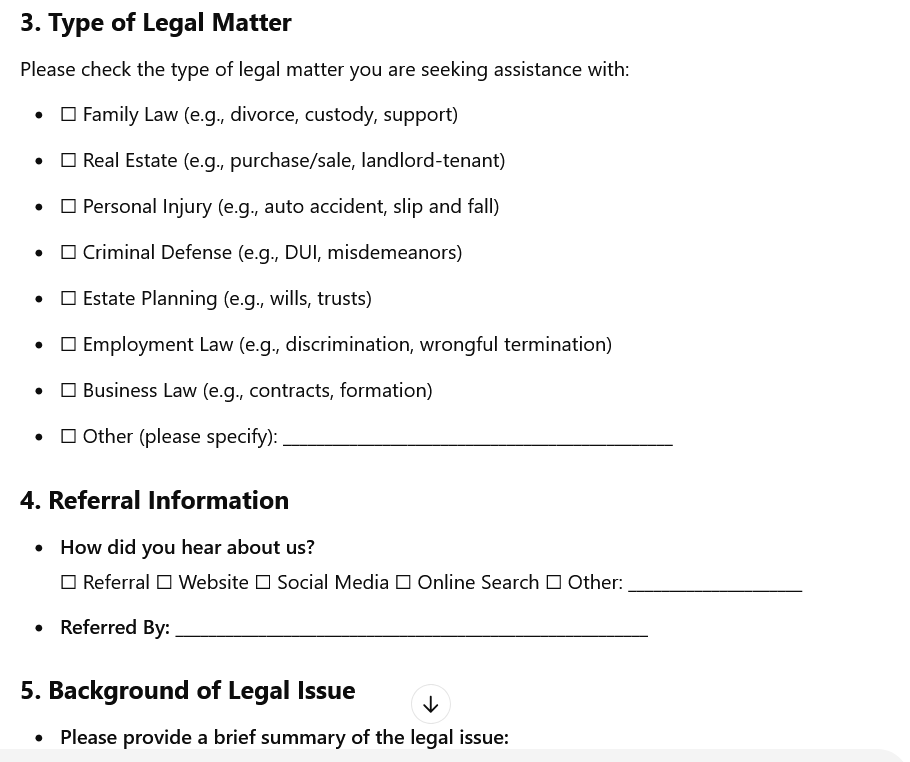 3. Type of Legal Matter
Please check the type of legal matter you are seeking assistance with:
• ☐ Family Law (e.g., divorce, custody, support)
• ☐ Real Estate (e.g., purchase/sale, landlord-tenant)
• ☐ Personal Injury (e.g., auto accident, slip and fall)
• ☐ Criminal Defense (e.g., DUI, misdemeanors)
• ☐ Estate Planning (e.g., wills, trusts)
• ☐ Employment Law (e.g., discrimination, wrongful termination)
• ☐ Business Law (e.g., contracts, formation)
• ☐ Other (please specify): ________________________________________
4. Referral Information
• How did you hear about us?
☐ Referral ☐ Website ☐ Social Media ☐ Online Search ☐ Other: __________________
• Referred By: ________________________________________________
5. Background of Legal Issue
• Please provide a brief summary of the legal issue: